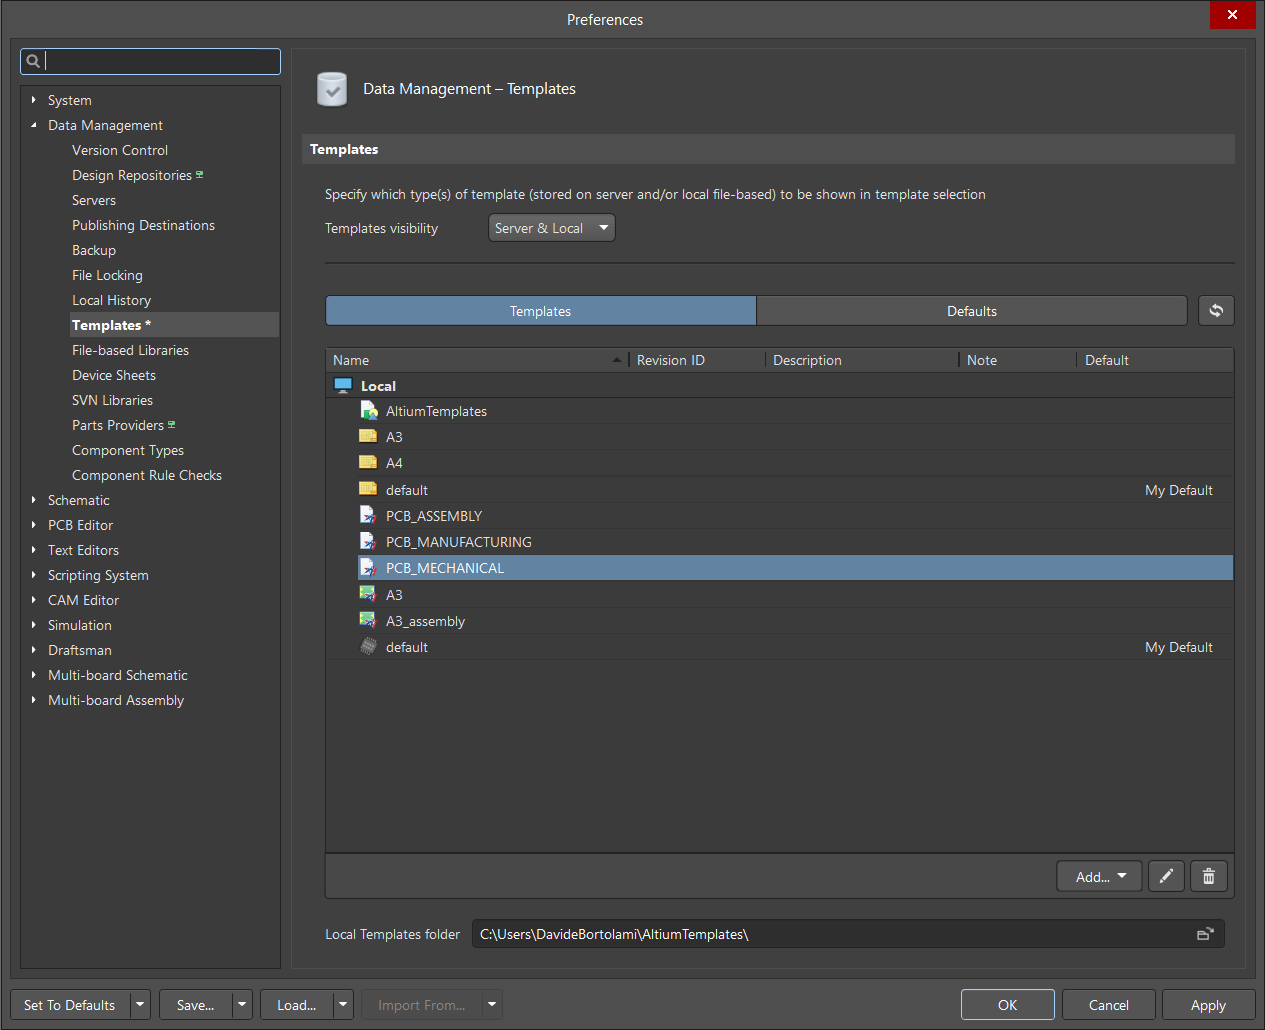 Preferences
System
Data Management
Version Control
Design Repositories
Servers
Publishing Destinations
Backup
File Locking
Local History
Templates *
File-based Libraries
Device Sheets
SVN Libraries
Parts Providers
Component Types
Component Rule Checks
Schematic
PCB Editor
Text Editors
Scripting System
CAM Editor
Simulation
Draftsman
Multi-board Schematic
Multi-board Assembly
Data Management – Templates
Templates
Specify which type(s) of template (stored on server and/or local file-based) to be shown in template selection
Templates visibility Server & Local
Templates Defaults
Name Revision ID Description Note Default
Local
AltiumTemplates
A3
A4
default My Default
PCB_ASSEMBLY
PCB_MANUFACTURING
PCB_MECHANICAL
A3
A3_assembly
default My Default
Add...
Local Templates folder C:\Users\DavideBortolami\AltiumTemplates\
Set To Defaults Save... Load... Import From... OK Cancel Apply